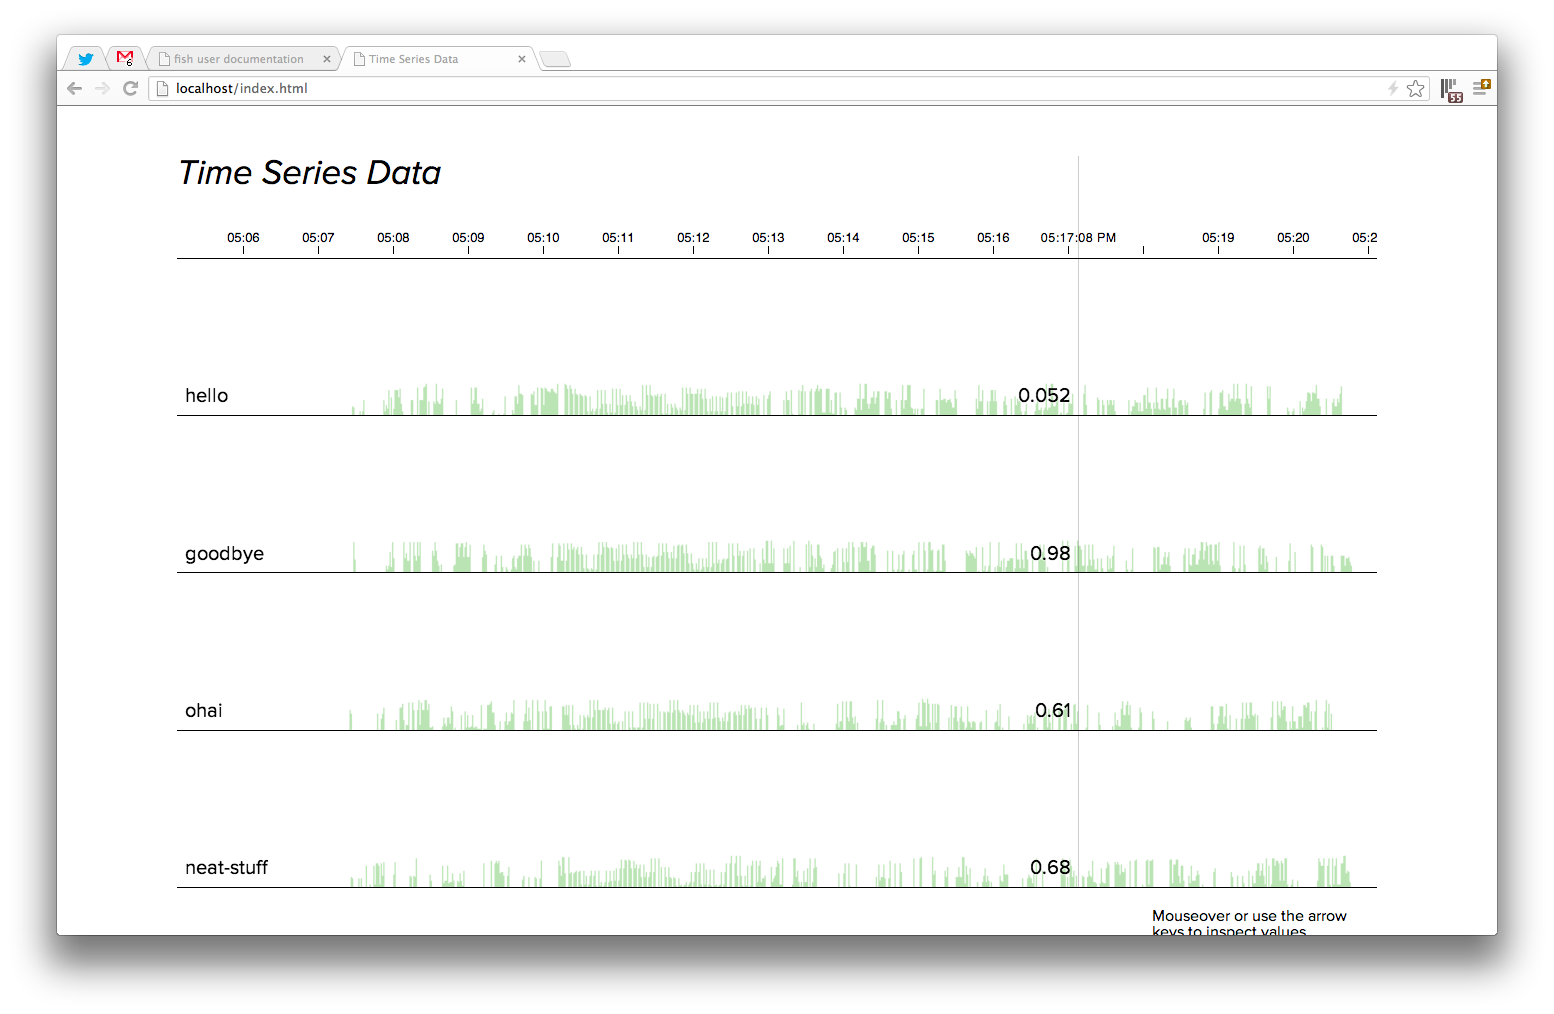 6
fish user documentation
Time Series Data
localhost/index.html
55
Time Series Data
05:06 05:07 05:08 05:09 05:10 05:11 05:12 05:13 05:14 05:15 05:16 05:17:08 PM 05:19 05:20 05:2
hello 0.052
goodbye 0.98
ohai 0.61
neat-stuff 0.68
Mouseover or use the arrow
keys to inspect values